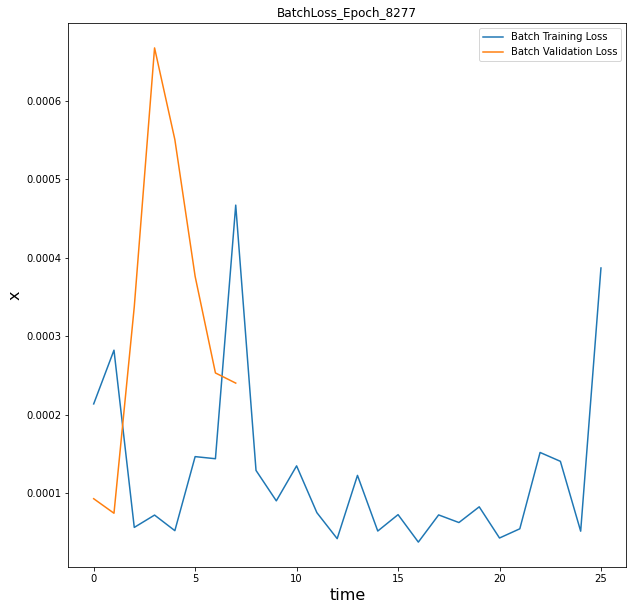 BatchLoss_Epoch_8277
Batch Training Loss
Batch Validation Loss
0.0006
0.0005
0.0004
0.0003
0.0002
0.0001
x
0 5 10 15 20 25
time